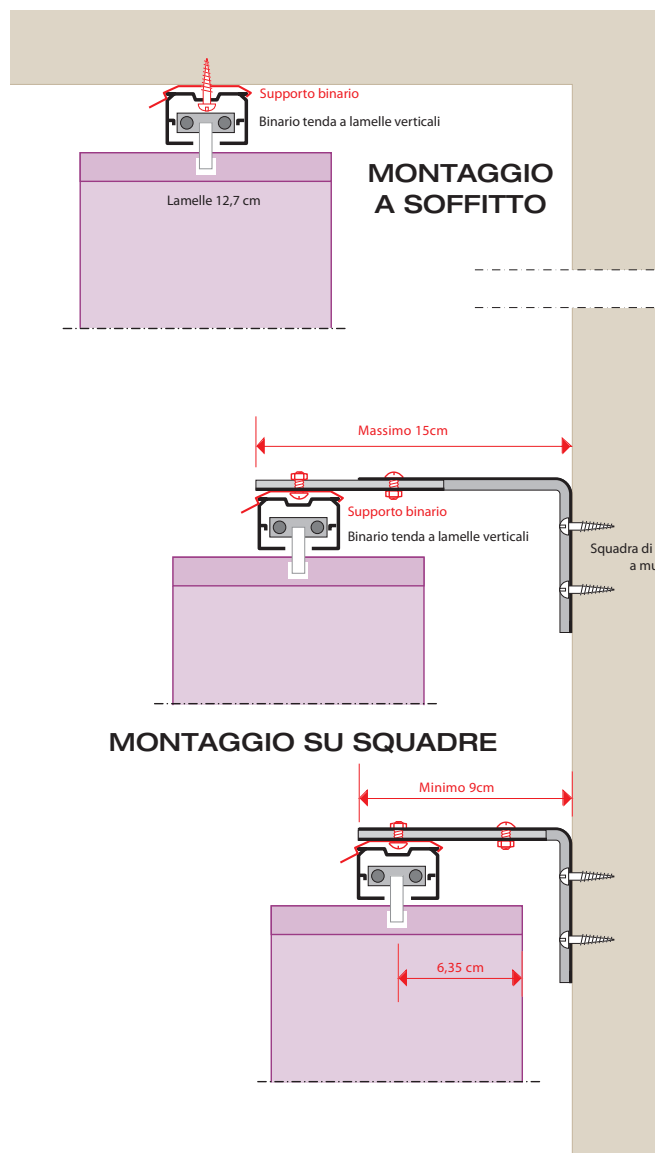 Supporto binario
Binario tenda a lamelle verticali
MONTAGGIO
A SOFFITTO
Lamelle 12,7 cm
Massimo 15cm
Supporto binario
Binario tenda a lamelle verticali
Squadra di
a
MONTAGGIO SU SQUADRE
Minimo 9cm
6,35 cm